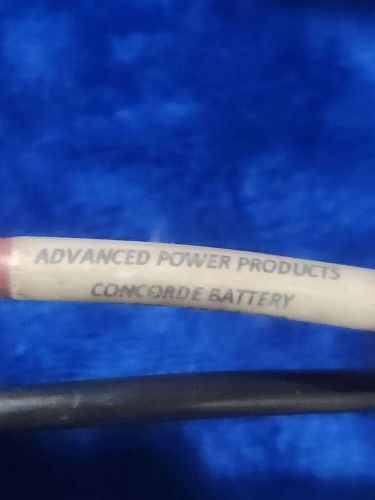 ADVANCED POWER PRODUCTS
CONCORDE BATTERY